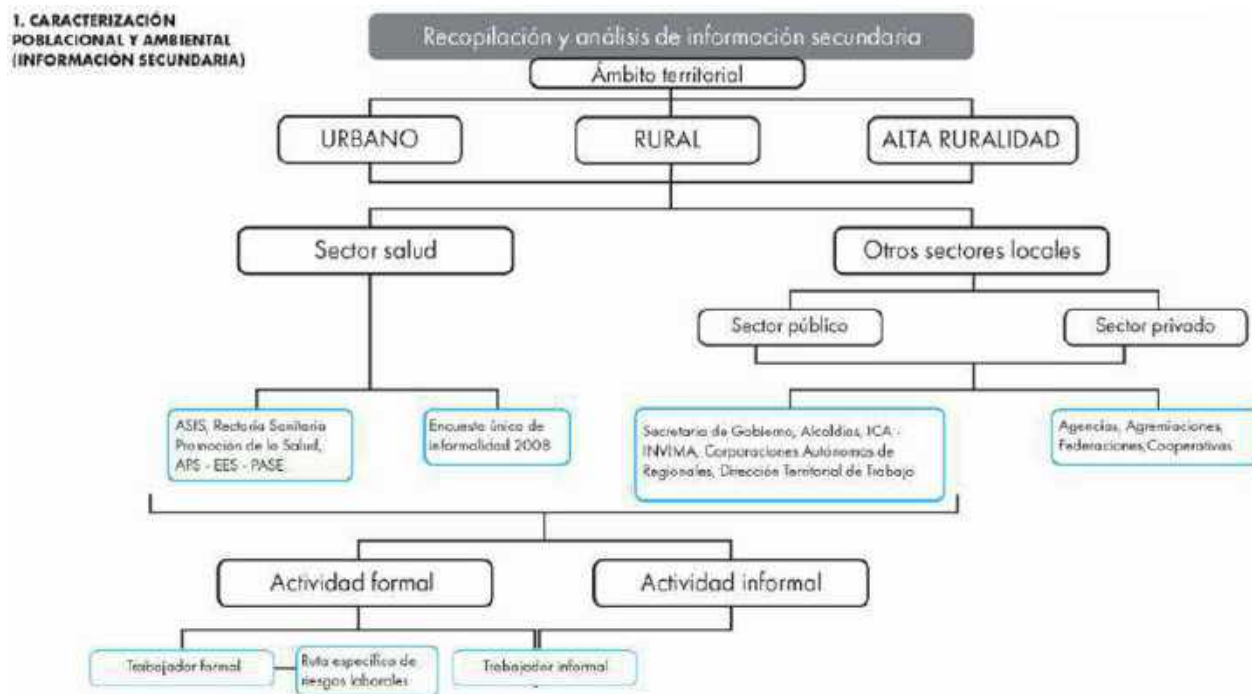 1. CARACTERIZACIÓN
POBLACIONAL Y AMBIENTAL
(INFORMACIÓN SECUNDARIA)
Recopilación y análisis de información secundaria
Ámbito territorial
URBANO
RURAL
ALTA RURALIDAD
Sector salud
Otros sectores locales
Sector público
Sector privado
ASIS, Rectoría Sanitaria
Promoción de la Salud,
APS - EES - PASE
Encuesta única de
informalidad 2008
Secretaria de Gobierno, Alcaldías, ICA -
INVIMA, Corporaciones Autónomas de
Regionales, Dirección Territorial de Trabajo
Agencias, Agremiaciones,
Federaciones,Cooperativas
Actividad formal
Actividad informal
Trabajador formal
Ruta específica de
riesgos laborales
Trabajador informal